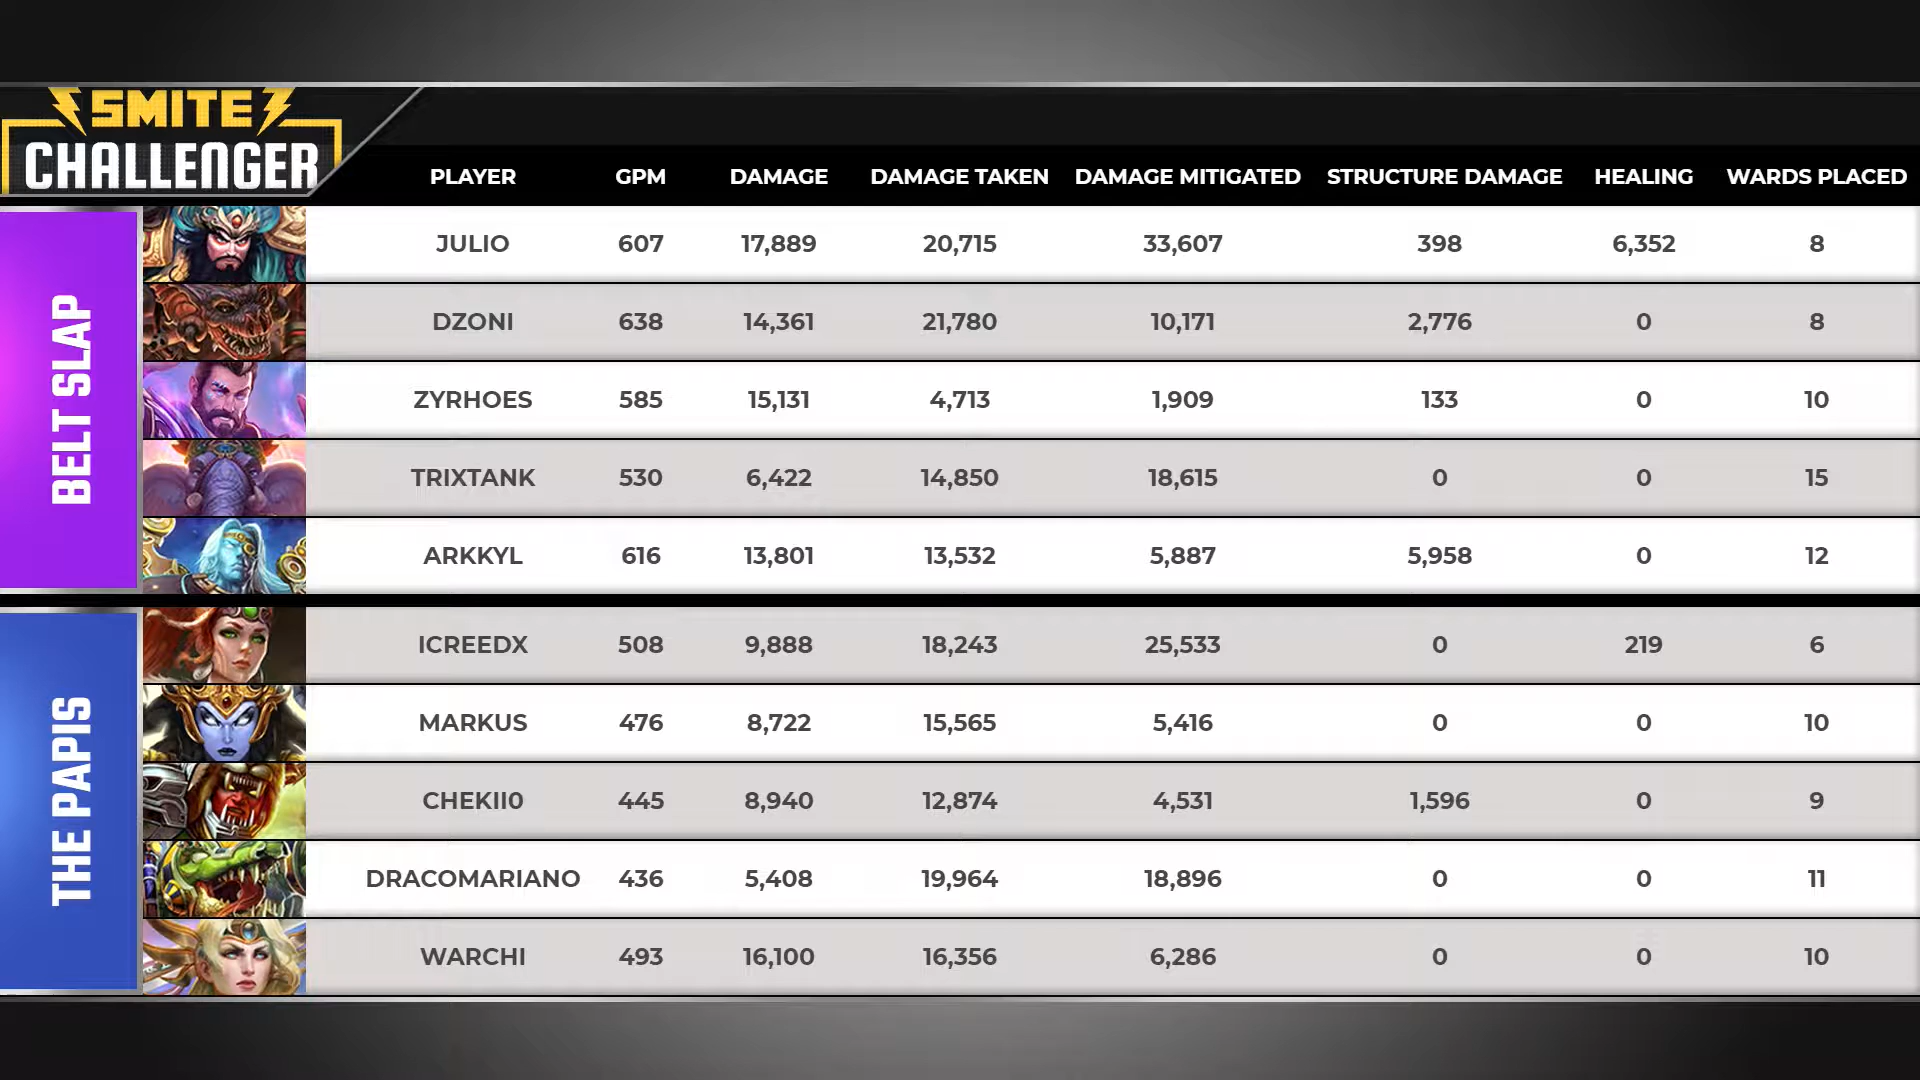 SMITE
CHALLENGER
PLAYER GPM DAMAGE DAMAGE TAKEN DAMAGE MITIGATED STRUCTURE DAMAGE HEALING WARDS PLACED
BELT SLAP
JULIO 607 17,889 20,715 33,607 398 6,352 8
DZONI 638 14,361 21,780 10,171 2,776 0 8
ZYRHOES 585 15,131 4,713 1,909 133 0 10
TRIXTANK 530 6,422 14,850 18,615 0 0 15
ARKKYL 616 13,801 13,532 5,887 5,958 0 12
THE PAPIS
ICREEDX 508 9,888 18,243 25,533 0 219 6
MARKUS 476 8,722 15,565 5,416 0 0 10
CHEKII0 445 8,940 12,874 4,531 1,596 0 9
DRACOMARIANO 436 5,408 19,964 18,896 0 0 11
WARCHI 493 16,100 16,356 6,286 0 0 10